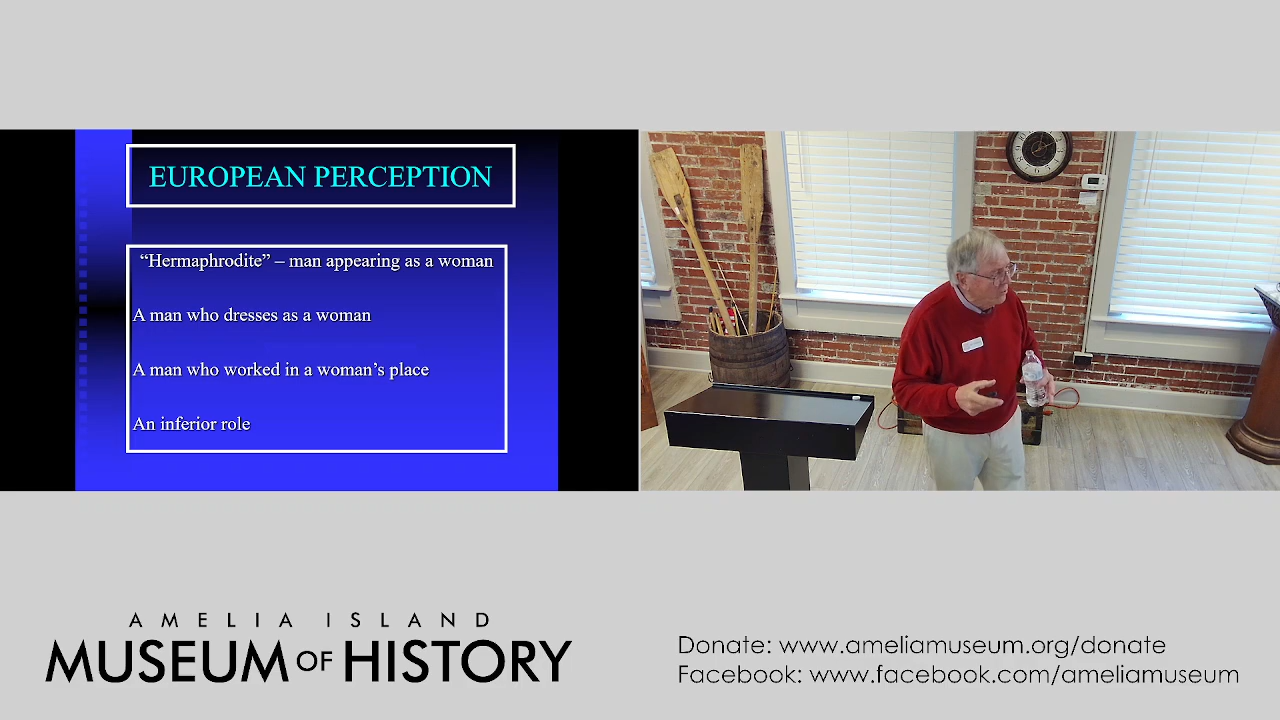 EUROPEAN PERCEPTION
“Hermaphrodite” – man appearing as a woman
A man who dresses as a woman
A man who worked in a woman’s place
An inferior role
AMELIA ISLAND
MUSEUM OF HISTORY
Donate: www.ameliamuseum.org/donate
Facebook: www.facebook.com/ameliamuseum